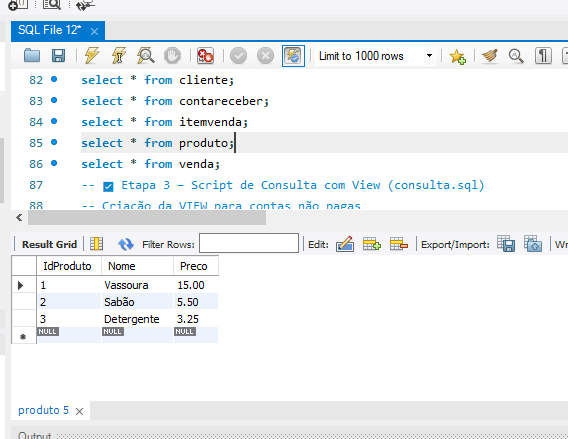 SQL File 12*
Limit to 1000 rows
82 select * from cliente;
83 select * from contareceber;
84 select * from itemvenda;
85 select * from produto;
86 select * from venda;
87 -- ☑ Etapa 3 – Script de Consulta com View (consulta.sql)
88 -- Criação da VIEW para contas não pagas
Result Grid Filter Rows: Edit: Export/Import: Wr
IdProduto Nome Preco
1 Vassoura 15.00
2 Sabão 5.50
3 Detergente 3.25
NULL NULL NULL
produto 5
Output